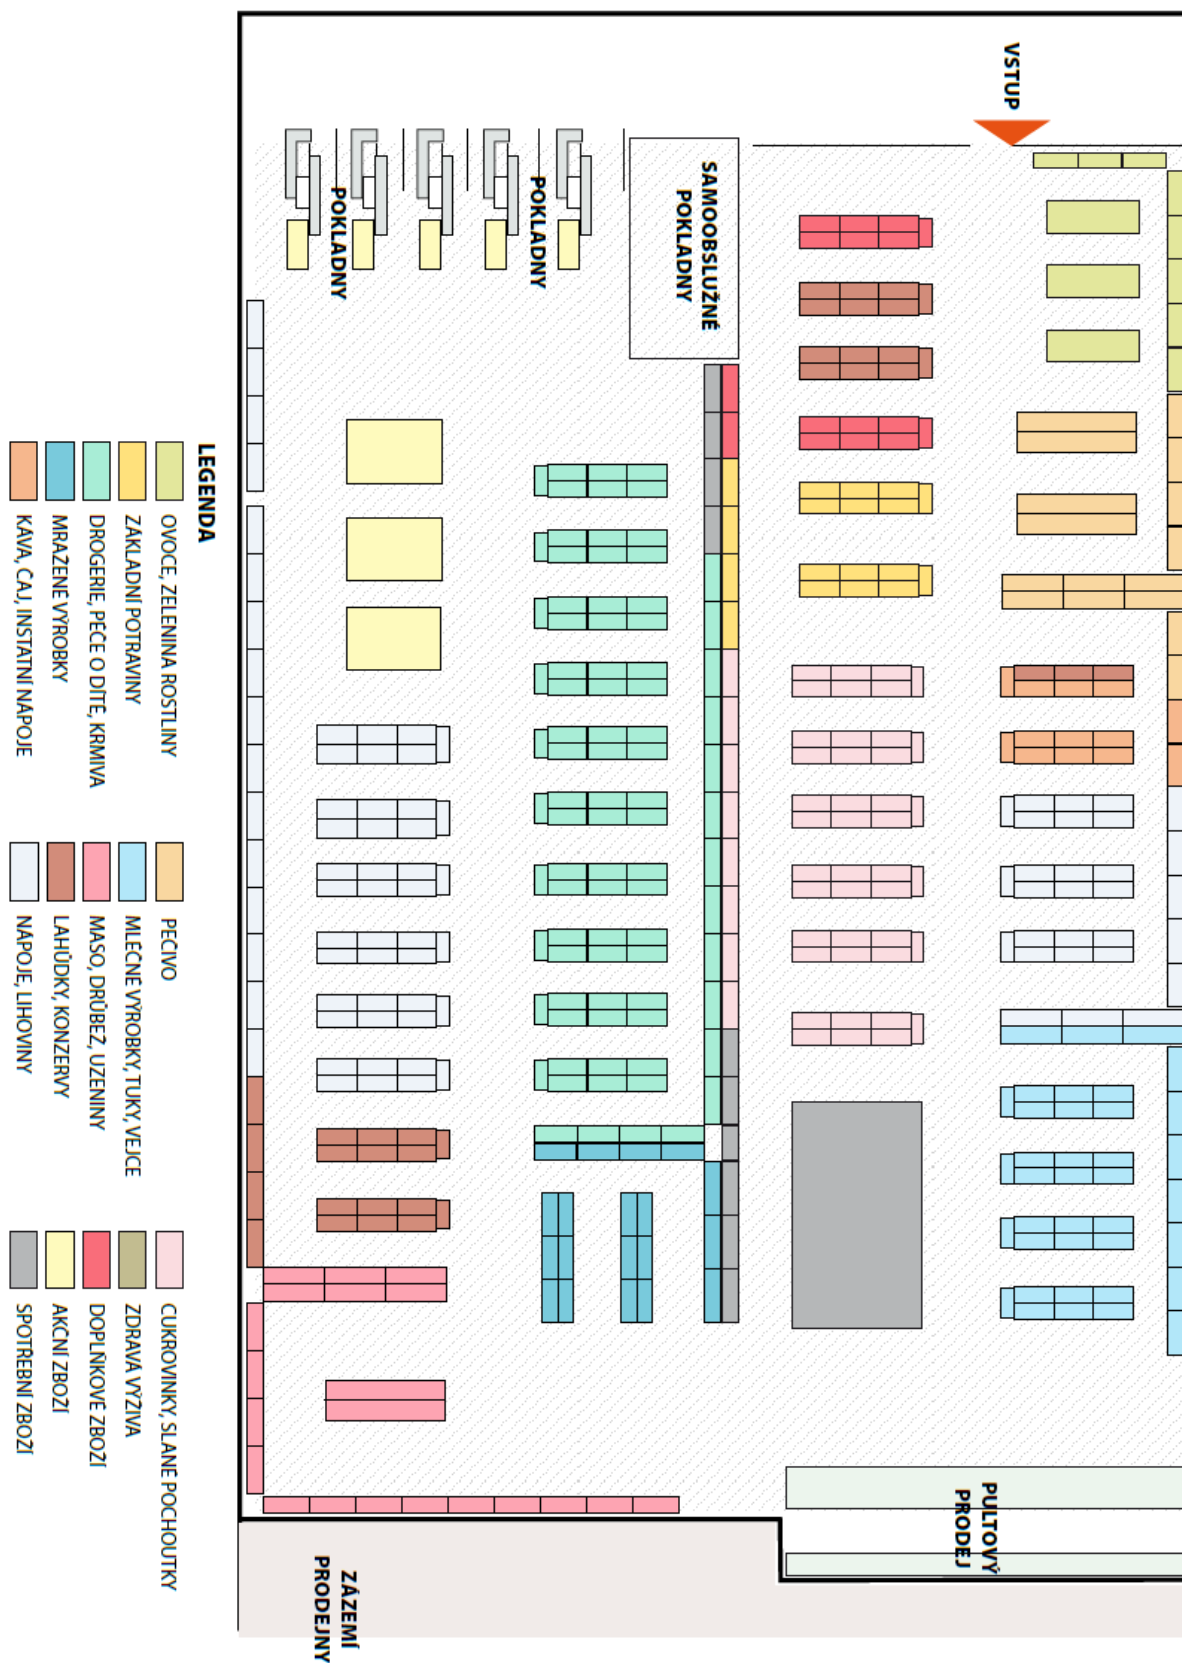 VSTUP
SAMOOBSLUŽNÉ
POKLADNY
POKLADNY
POKLADNY
PULTOVÝ
PRODEJ
ZÁZEMÍ
PRODEJNY
LEGENDA
OVOCE, ZELENINA ROSTLINY
ZÁKLADNÍ POTRAVINY
DROGERIE, PÉČE O DÍTĚ, KRMIVA
MRAŽENÉ VÝROBKY
KÁVA, ČAJ, INSTATNÍ NÁPOJE
PEČIVO
MLÉČNÉ VÝROBKY, TUKY, VEJCE
MASO, DRŮBEŽ, UZENINY
LAHŮDKY, KONZERVY
NÁPOJE, LIHOVINY
CUKROVINKY, SLANÉ POCHOUTKY
ZDRAVÁ VÝŽIVA
DOPLŇKOVÉ ZBOŽÍ
AKČNÍ ZBOŽÍ
SPOTŘEBNÍ ZBOŽÍ